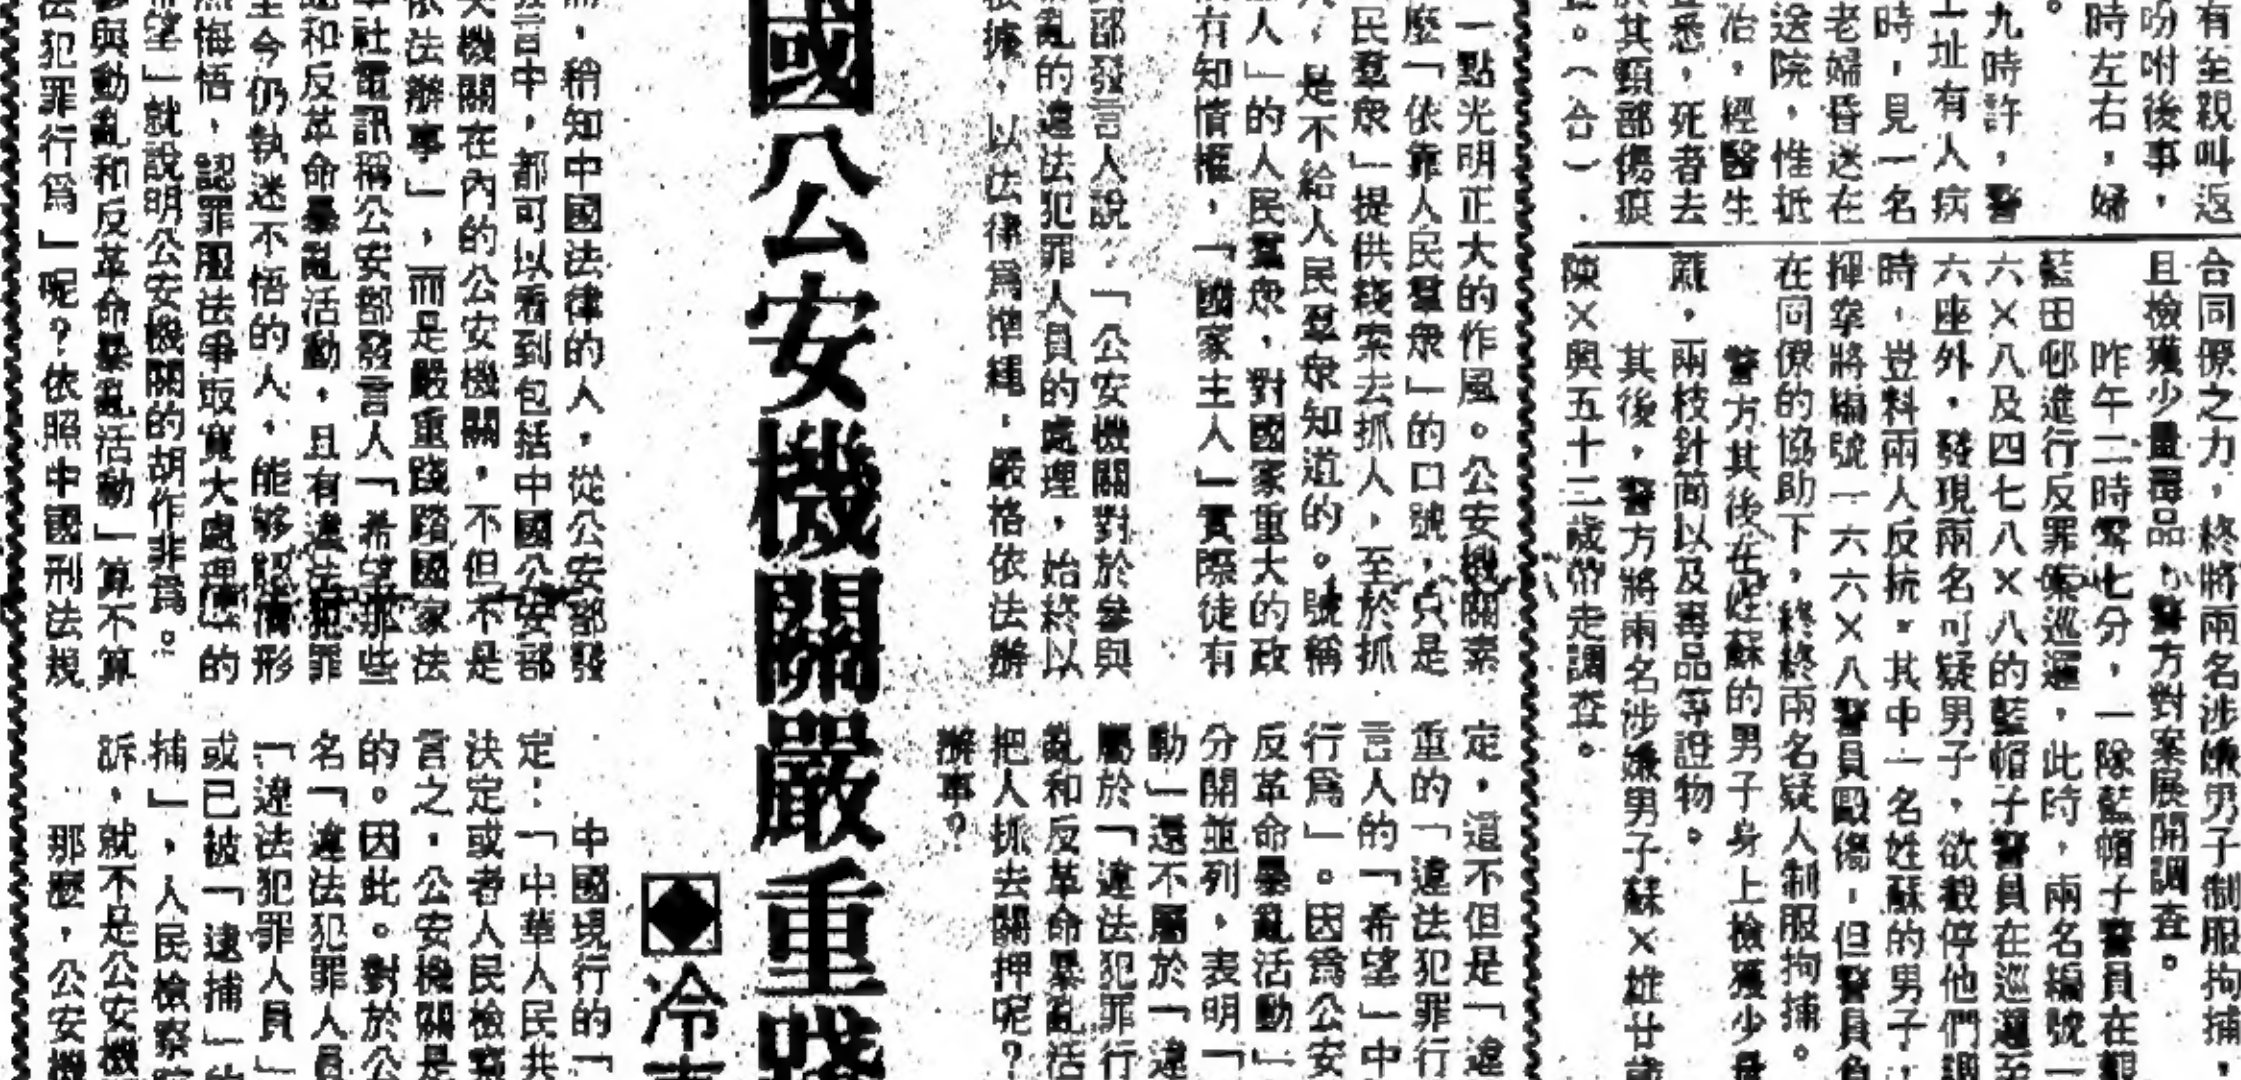 有至親叫返
吩咐後事，
時左右，婦
。
九時許，警
上址有人病
時，見一名
老婦昏迷在
送院，惟延
治，經醫生
悉，死者去
其頸部傷痕
。（合）
合同僚之力，終將兩名涉嫌男子制服拘捕，
且檢獲少量毒品，警方對案展開調查。
昨午二時零七分，一隊藍帽子警員在觀
藍田邨進行反罪案巡邏，此時，兩名編號一
六×八及四七八×八的藍帽子警員在巡邏至
六座外，發現兩名可疑男子，欲截停他們調
時，豈料兩人反抗，其中一名姓蘇的男子，
揮拳將編號一六六×八警員毆傷，但警員負
在同僚的協助下，終將兩名疑人制服拘捕。
警方其後在姓蘇的男子身上檢獲少量
兩枝針筒以及毒品等證物。
其後，警方將兩名涉嫌男子蘇×雄廿歲
陳×與五十二歲帶走調查。
一點光明正大的作風。公安機關素
麼「依靠人民羣衆」的口號，只是
民羣衆」提供綫索去抓人，至於抓
，是不給人民羣衆知道的。號稱
人」的人民羣衆，對國家重大的政
有知情權，「國家主人」實際徒有
部發言人說：「公安機關對於參與
亂的違法犯罪人員的處理，始終以
據，以法律爲準繩，嚴格依法辦
定，這不但是「違
重的「違法犯罪行
言人的「希望」中
行爲」。因爲公安
反革命暴亂活動」
分開並列，表明「
動」還不屬於「違
屬於「違法犯罪行
亂和反革命暴亂活
把人抓去關押呢？
辦事？
國公安機關嚴重踐
冷
，稍知中國法律的人，從公安部發
言中，都可以看到包括中國公安部
機關在內的公安機關，不但不是
依法辦事」，而是嚴重踐踏國家法
社電訊稱公安部發言人「希望那些
和反革命暴亂活動，且有違法犯罪
至今仍執迷不悟的人，能够認清形
悔悟，認罪服法爭取寬大處理」的
希望」就說明公安機關的胡作非爲。
參與動亂和反革命暴亂活動」算不算
法犯罪行爲」呢？依照中國刑法規
中國現行的「
定：「中華人民共
決定或者人民檢察
言之，公安機關是
的。因此。對於公
名「違法犯罪人員
「違法犯罪人員」
或已被「逮捕」的
捕」，人民檢察院
訴，就不是公安機
那麼，公安機